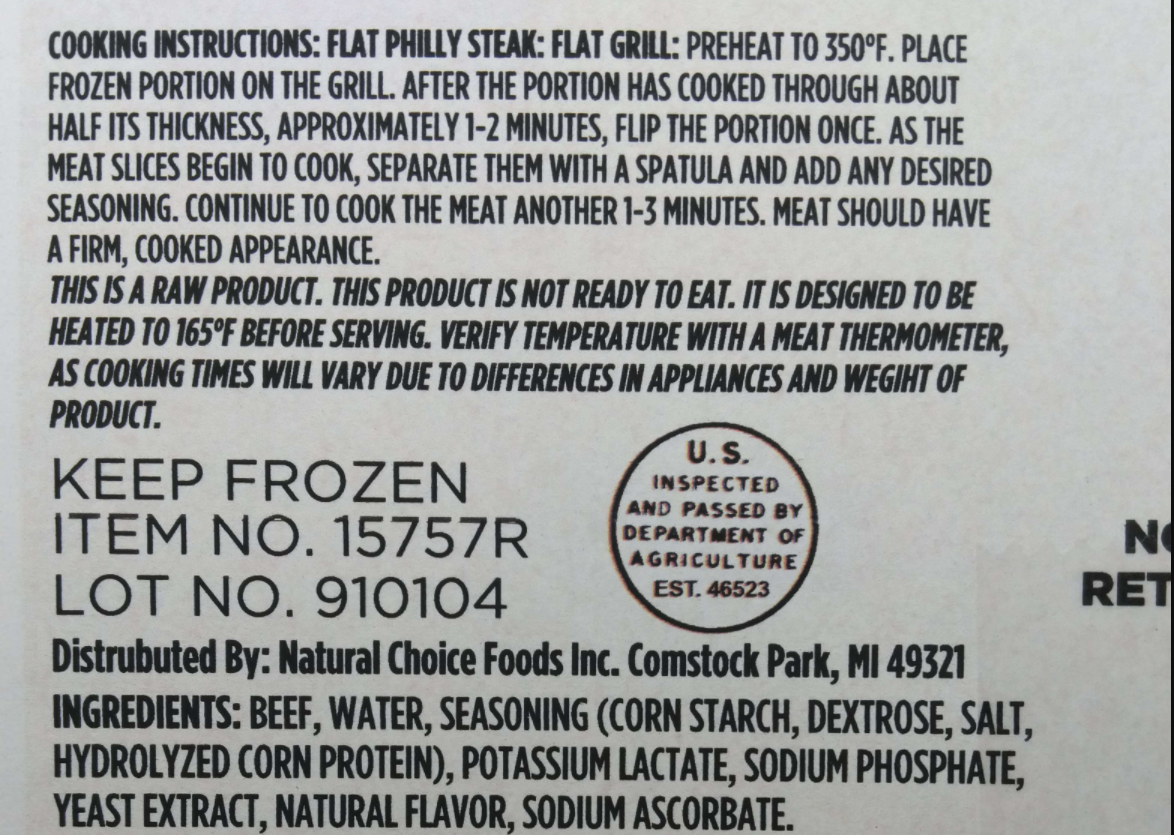 COOKING INSTRUCTIONS: FLAT PHILLY STEAK: FLAT GRILL: PREHEAT TO 350ºF. PLACE
FROZEN PORTION ON THE GRILL. AFTER THE PORTION HAS COOKED THROUGH ABOUT
HALF ITS THICKNESS, APPROXIMATELY 1-2 MINUTES, FLIP THE PORTION ONCE. AS THE
MEAT SLICES BEGIN TO COOK, SEPARATE THEM WITH A SPATULA AND ADD ANY DESIRED
SEASONING. CONTINUE TO COOK THE MEAT ANOTHER 1-3 MINUTES. MEAT SHOULD HAVE
A FIRM, COOKED APPEARANCE.
THIS IS A RAW PRODUCT. THIS PRODUCT IS NOT READY TO EAT. IT IS DESIGNED TO BE
HEATED TO 165ºF BEFORE SERVING. VERIFY TEMPERATURE WITH A MEAT THERMOMETER,
AS COOKING TIMES WILL VARY DUE TO DIFFERENCES IN APPLIANCES AND WEGIHT OF
PRODUCT.
KEEP FROZEN
ITEM NO. 15757R
LOT NO. 910104
U.S.
INSPECTED
AND PASSED BY
DEPARTMENT OF
AGRICULTURE
EST. 46523
RET
Distrubuted By: Natural Choice Foods Inc. Comstock Park, MI 49321
INGREDIENTS: BEEF, WATER, SEASONING (CORN STARCH, DEXTROSE, SALT,
HYDROLYZED CORN PROTEIN), POTASSIUM LACTATE, SODIUM PHOSPHATE,
YEAST EXTRACT, NATURAL FLAVOR, SODIUM ASCORBATE.